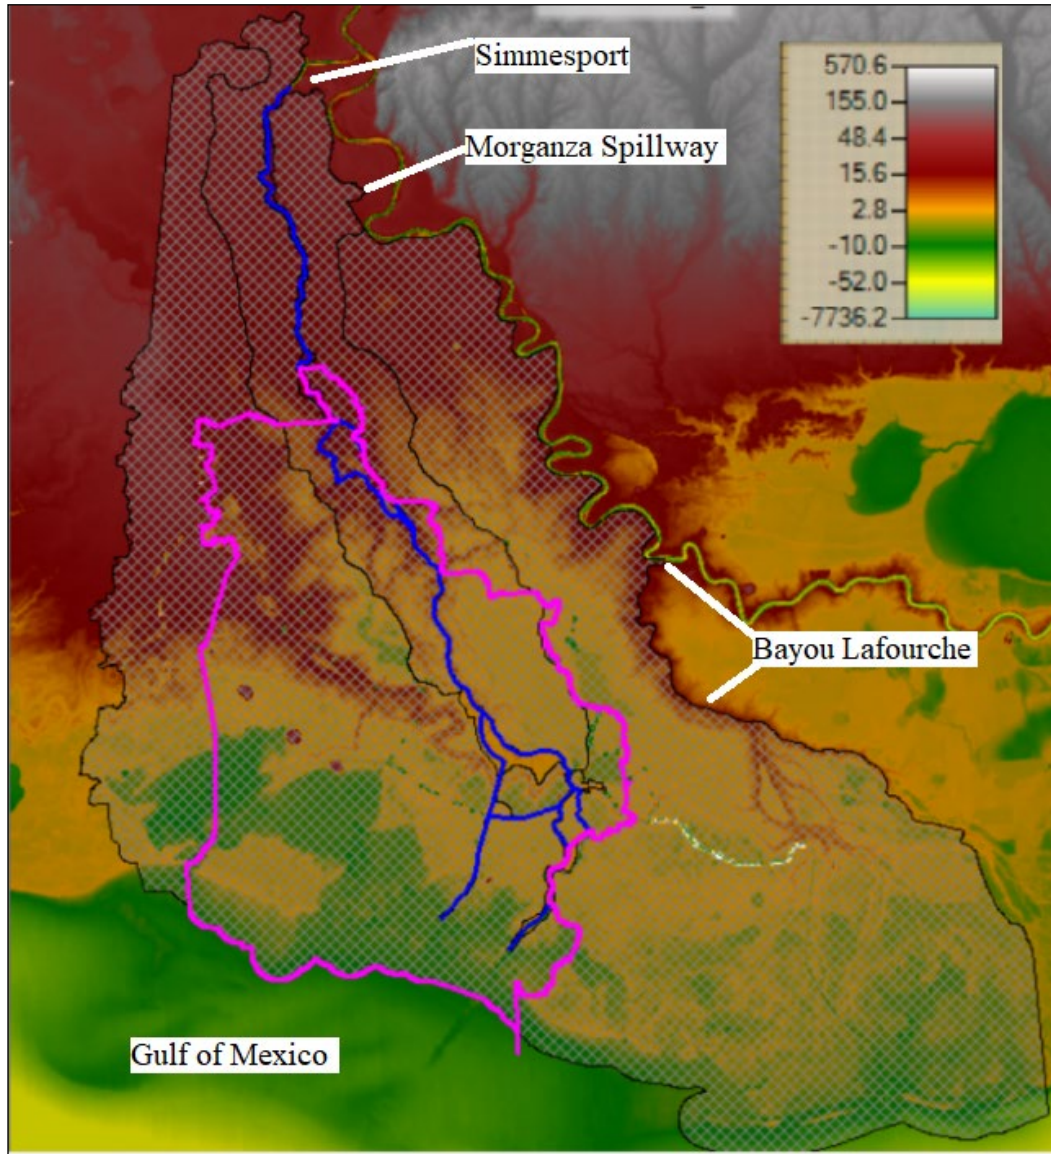 Simmesport
Morganza Spillway
570.6
155.0
48.4
15.6
2.8
-10.0
-52.0
-7736.2
Bayou Lafourche
Gulf of Mexico